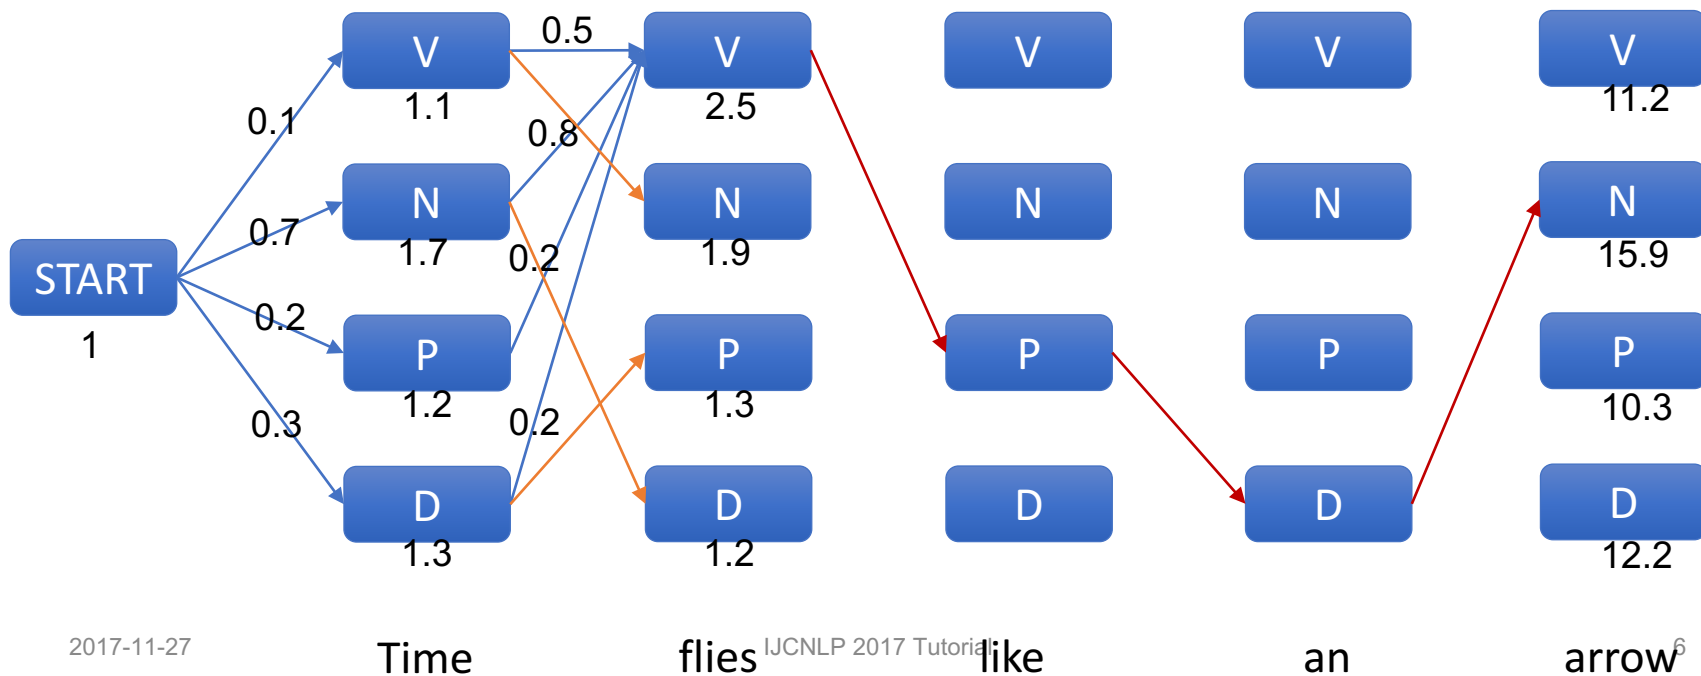 0.5
V V V V V
1.1 2.5 11.2
0.1 0.8
N N N N N
0.7 1.7 0.2 1.9 15.9
START
1
0.2
P P P P P
1.2 1.3 10.3
0.3 0.2
D D D D D
1.3 1.2 12.2
2017-11-27 IJCNLP 2017 Tutorial 6
Time flies like an arrow